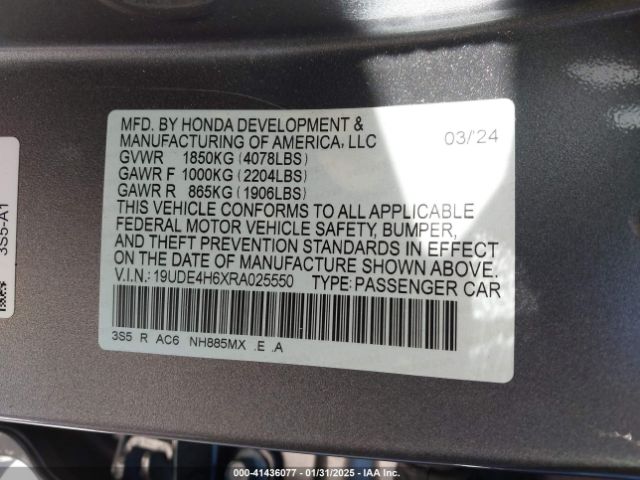 MFD. BY HONDA DEVELOPMENT &
MANUFACTURING OF AMERICA, LLC 03/24
GVWR 1850KG (4078LBS)
GAWR F 1000KG (2204LBS)
GAWR R 865KG (1906LBS)
THIS VEHICLE CONFORMS TO ALL APPLICABLE
FEDERAL MOTOR VEHICLE SAFETY, BUMPER,
AND THEFT PREVENTION STANDARDS IN EFFECT
ON THE DATE OF MANUFACTURE SHOWN ABOVE.
V.I.N.: 19UDE4H6XRA025550 TYPE: PASSENGER CAR
3S5 R AC6 NH885MX .E .A
3S5-A1
000-41436077 - 01/31/2025 - IAA Holdings, LLC.